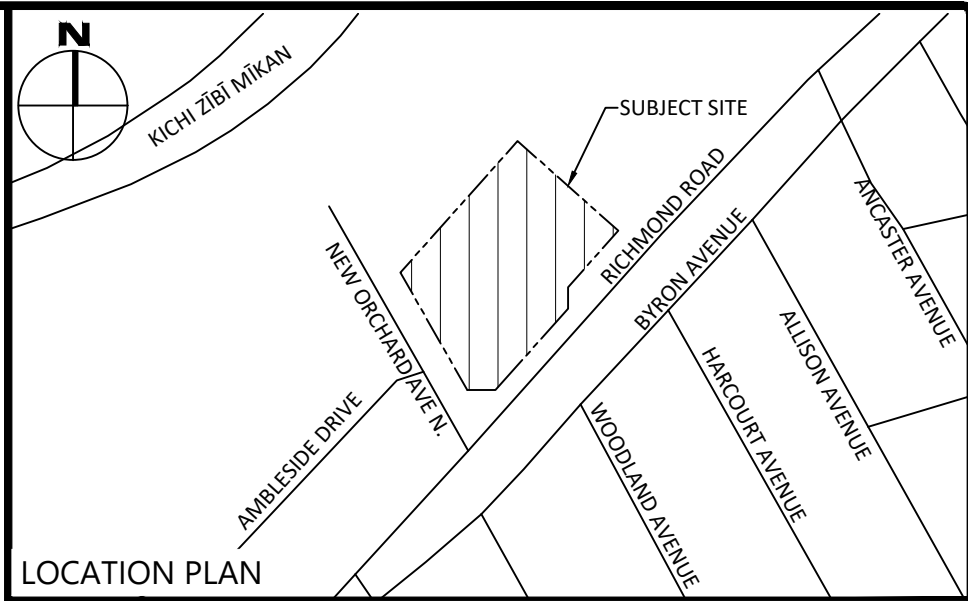 N
KICHI ZĪBĪ MĪKAN
SUBJECT SITE
RICHMOND ROAD
BYRON AVENUE
ANCASTER AVENUE
NEW ORCHARD AVE N.
ALLISON AVENUE
HARCOURT AVENUE
AMBLESIDE DRIVE
WOODLAND AVENUE
LOCATION PLAN